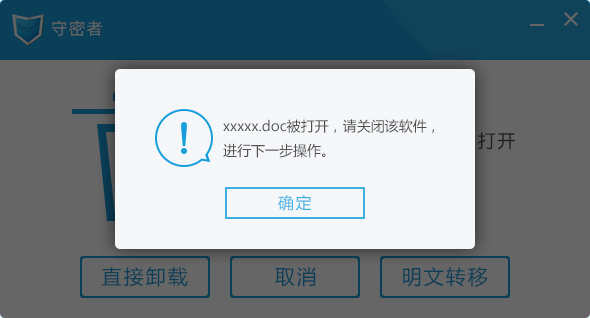 守密者
xxxxx.doc被打开，请关闭该软件，
进行下一步操作。
打开
确定
直接卸载
取消
明文转移